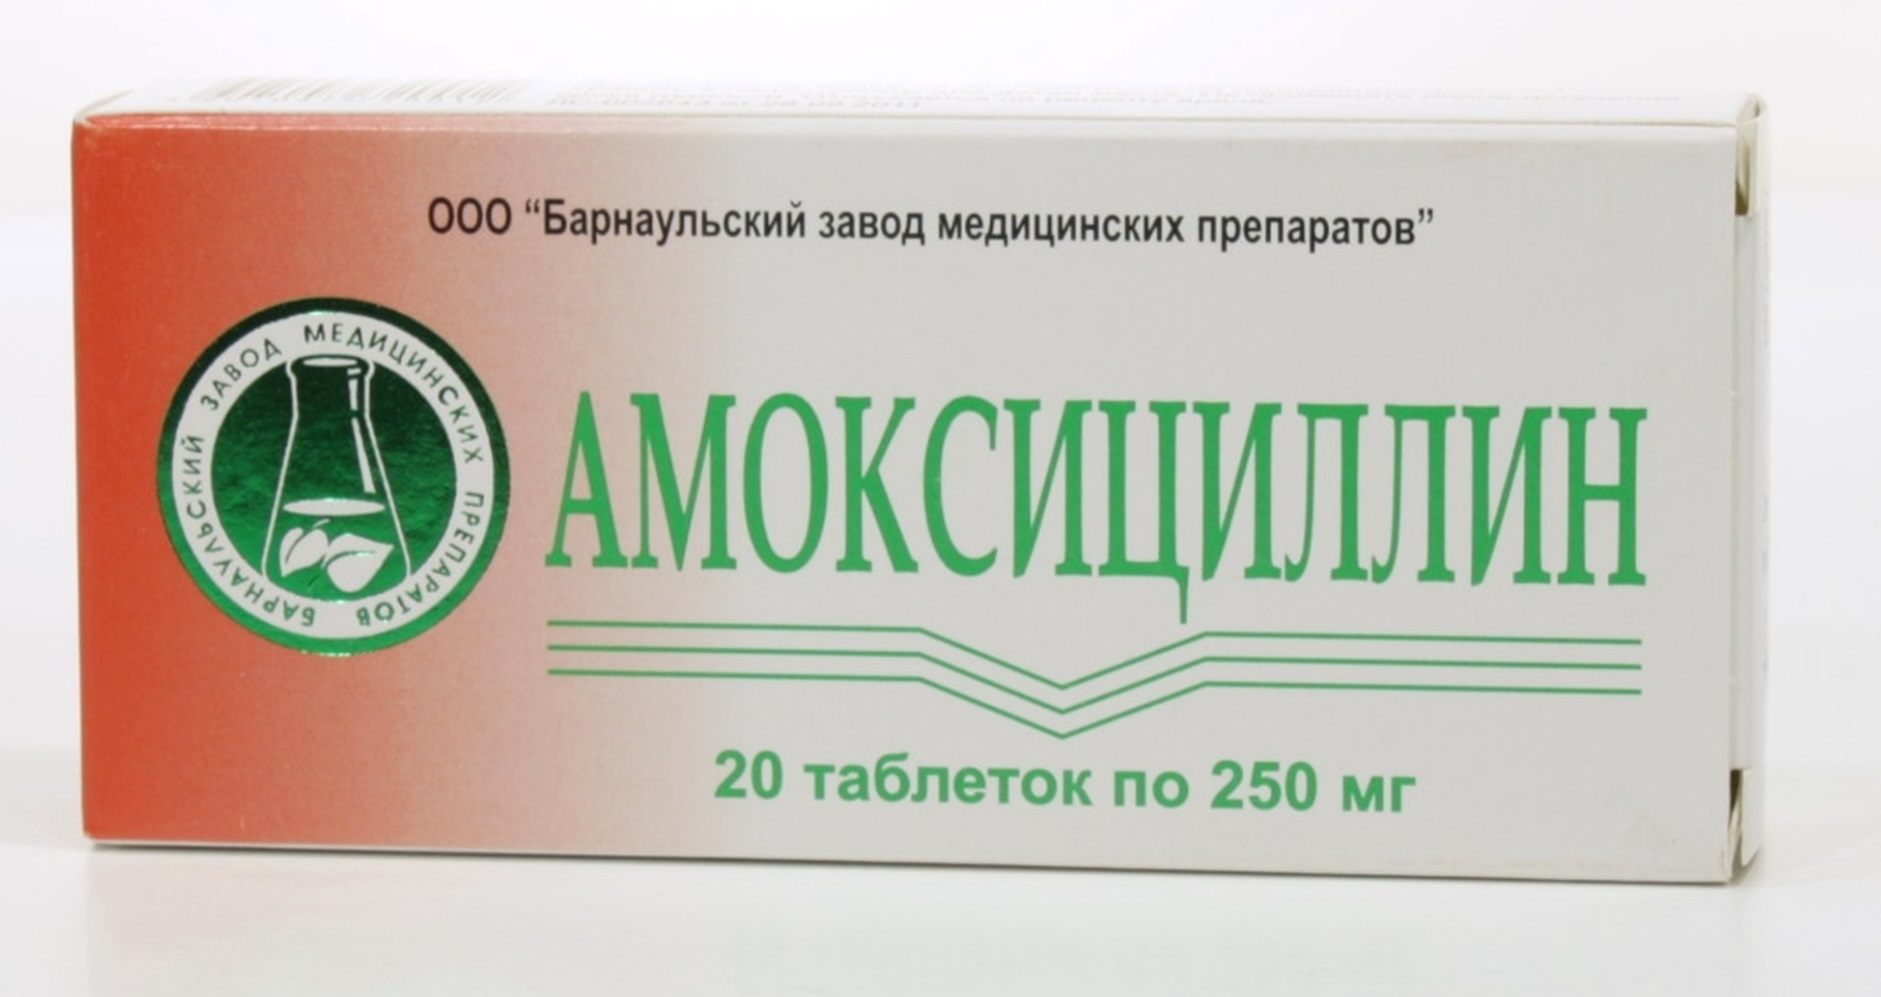 ООО “Барнаульский завод медицинских препаратов”
БАРНАУЛЬСКИЙ ЗАВОД МЕДИЦИНСКИХ ПРЕПАРАТОВ
АМОКСИЦИЛЛИН
20 таблеток по 250 мг